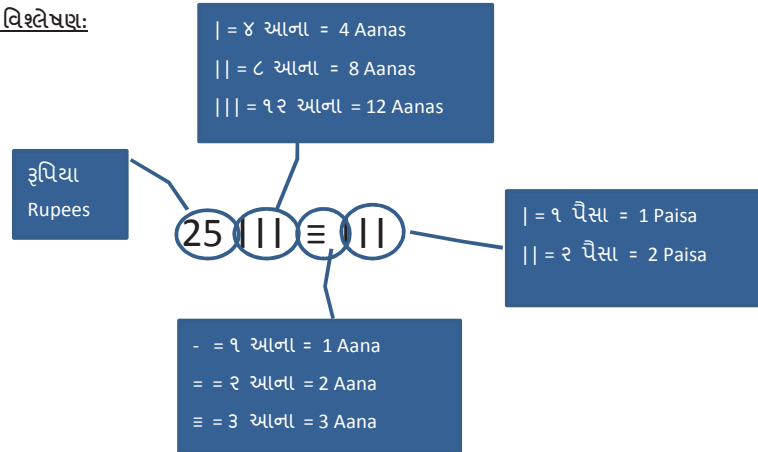 વિશ્લેષણ:
| = ૪ આના = 4 Aanas
|| = ૮ આના = 8 Aanas
||| = ૧૨ આના = 12 Aanas
રૂપિયા
Rupees
25 ||| ≡ |||
| = ૧ પૈસા = 1 Paisa
|| = ૨ પૈસા = 2 Paisa
- = ૧ આના = 1 Aana
= = ૨ આના = 2 Aana
≡ = ૩ આના = 3 Aana